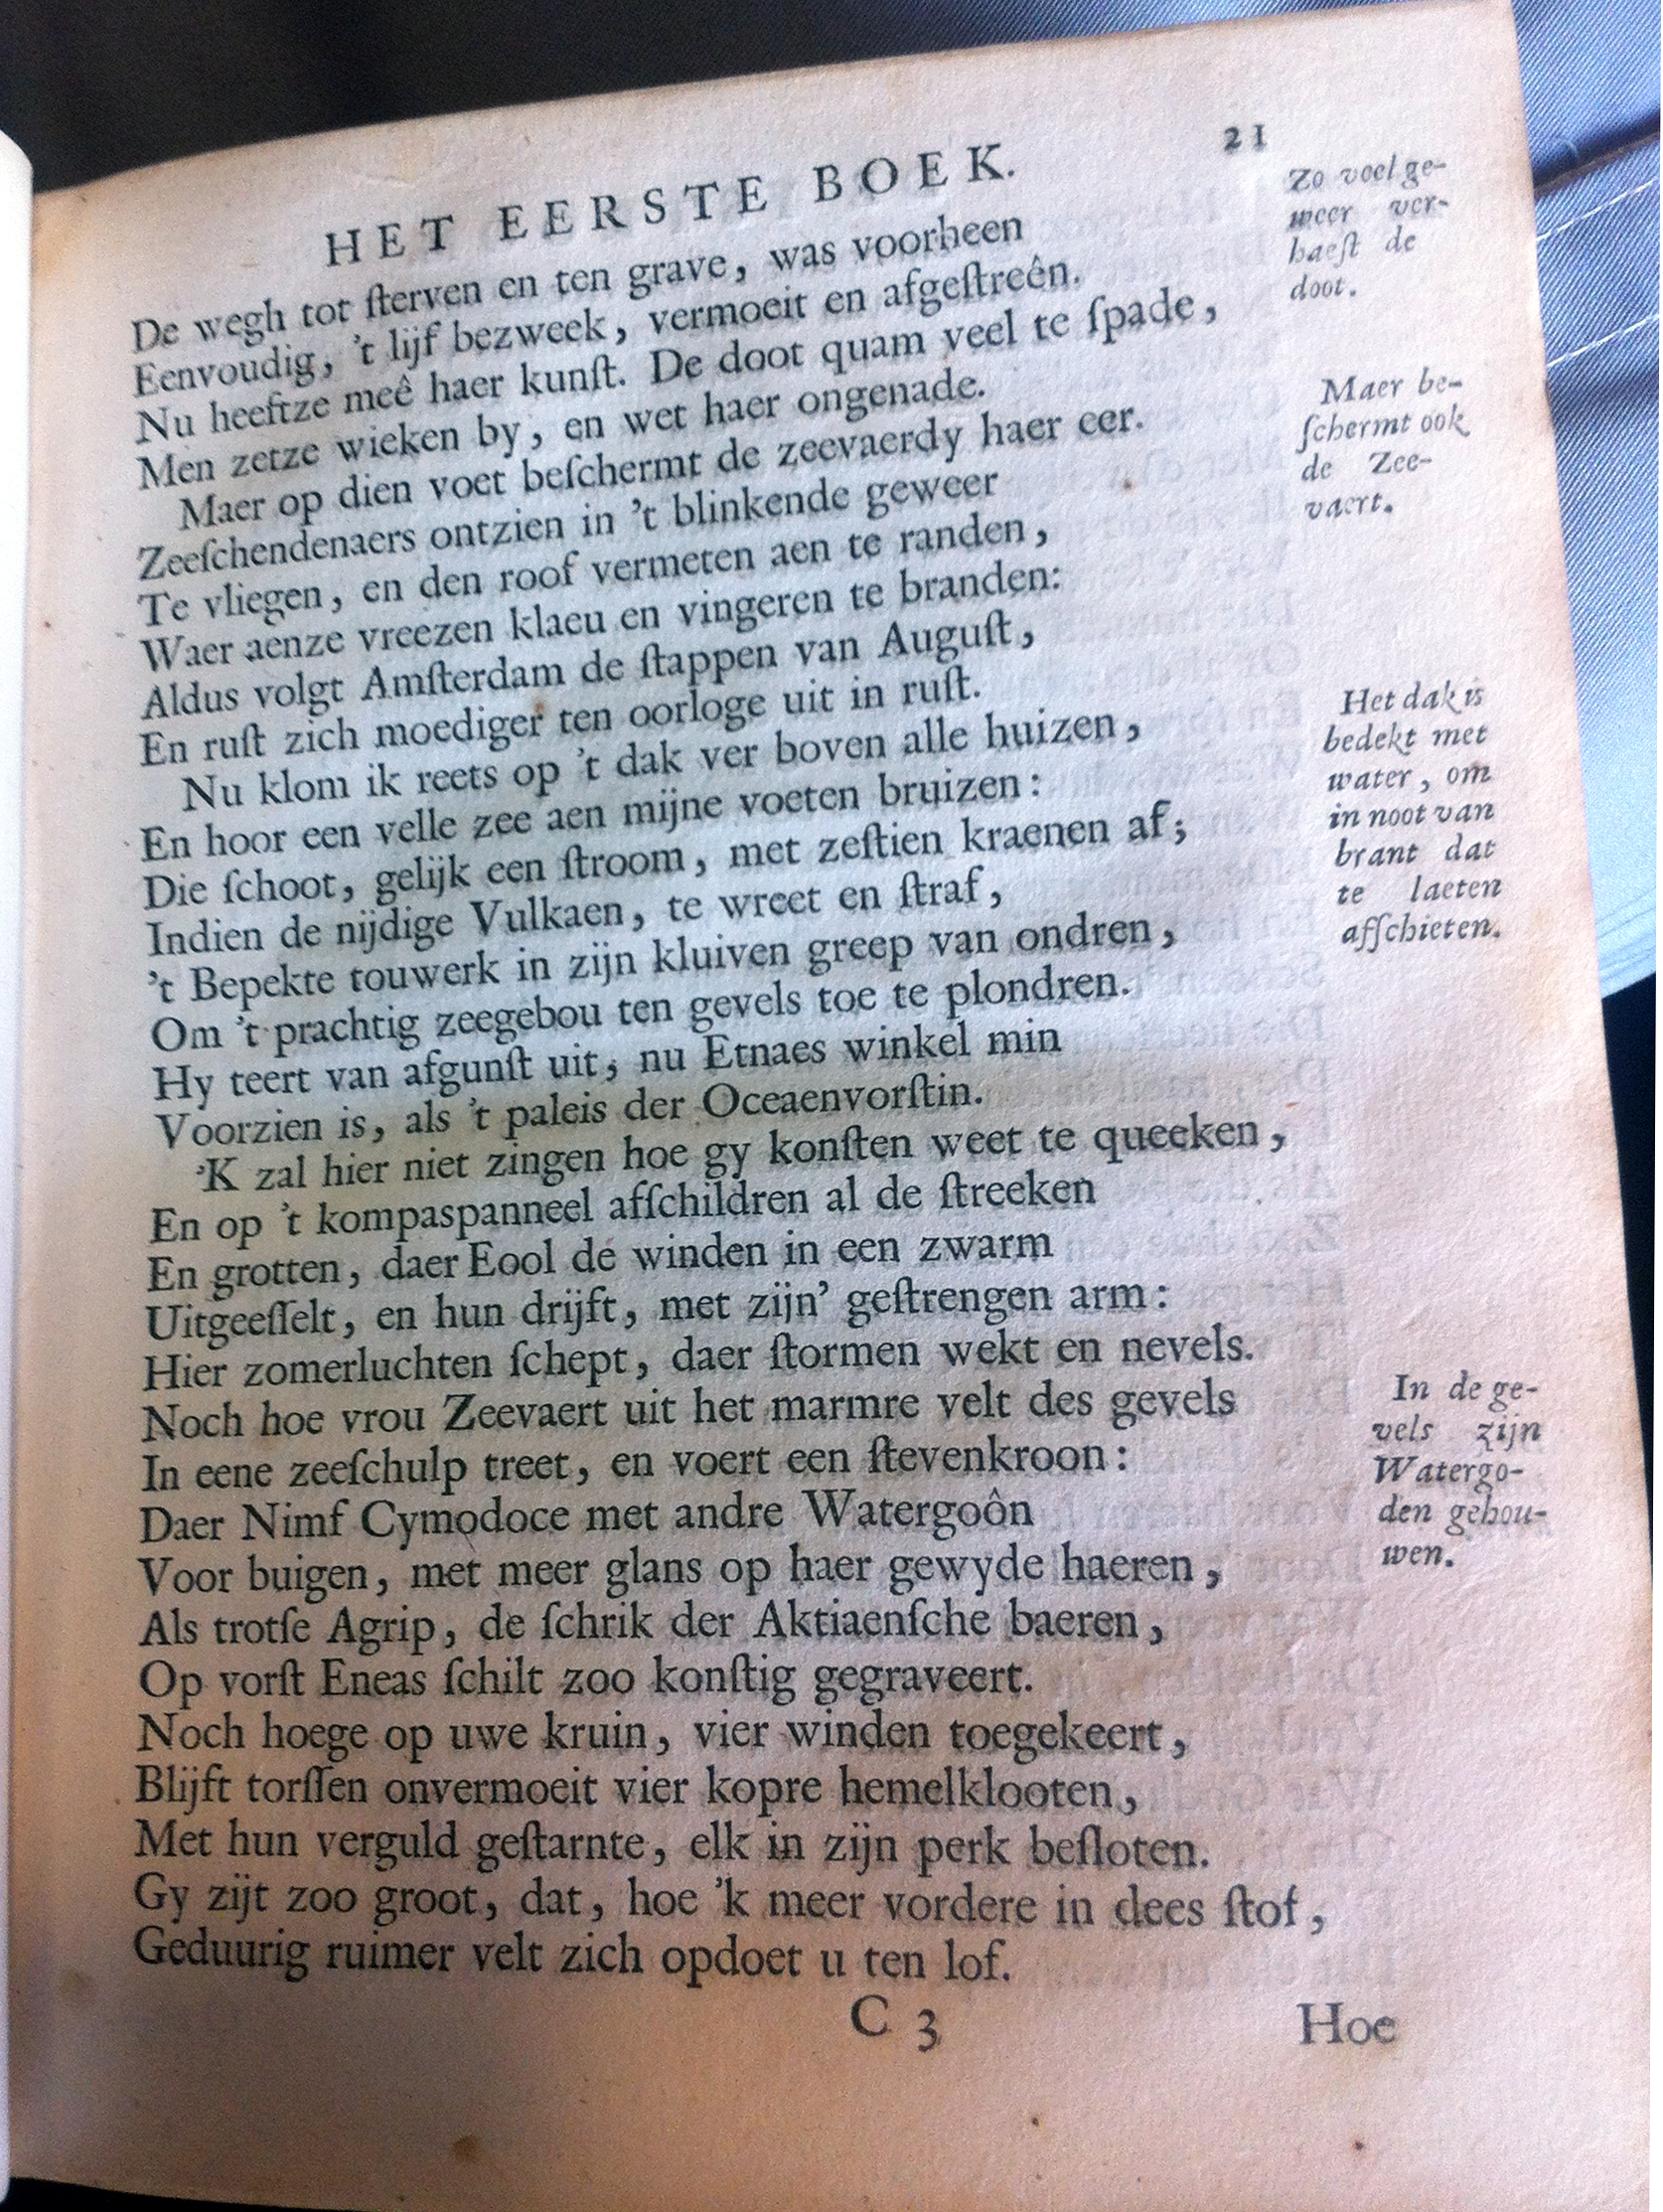 HET EERSTE BOEK. 21
De wegh tot ſterven en ten grave, was voorheen
Eenvoudig, 't lijf bezweek, vermoeit en afgeſtreên.
Nu heeftze meê haer kunſt. De doot quam veel te ſpade,
Men zetze wieken by, en wet haer ongenade.
Maer op dien voet beſchermt de zeevaerdy haer eer.
Zeeſchendenaers ontzien in 't blinkende geweer
Te vliegen, en den roof vermeten aen te randen,
Waer aenze vreezen klaeu en vingeren te branden:
Aldus volgt Amſterdam de ſtappen van Auguſt,
En ruſt zich moediger ten oorloge uit in ruſt.
Nu klom ik reets op 't dak ver boven alle huizen,
En hoor een velle zee aen mijne voeten bruizen:
Die ſchoot, gelijk een ſtroom, met zeſtien kraenen af;
Indien de nijdige Vulkaen, te wreet en ſtraf,
't Bepekte touwerk in zijn kluiven greep van ondren,
Om 't prachtig zeegebou ten gevels toe te plondren.
Hy teert van afgunſt uit, nu Etnaes winkel min
Voorzien is, als 't paleis der Oceaenvorſtin.
'K zal hier niet zingen hoe gy konſten weet te queeken,
En op 't kompaspanneel afſchildren al de ſtreeken
En grotten, daer Eool de winden in een zwarm
Uitgeeſſelt, en hun drijft, met zijn' geſtrengen arm:
Hier zomerluchten ſchept, daer ſtormen wekt en nevels.
Noch hoe vrou Zeevaert uit het marmre velt des gevels
In eene zeeſchulp treet, en voert een ſtevenkroon:
Daer Nimf Cymodoce met andre Watergoôn
Voor buigen, met meer glans op haer gewyde haeren,
Als trotſe Agrip, de ſchrik der Aktiaenſche baeren,
Op vorſt Eneas ſchilt zoo konſtig gegraveert.
Noch hoege op uwe kruin, vier winden toegekeert,
Blijft torſſen onvermoeit vier kopre hemelklooten,
Met hun verguld geſtarnte, elk in zijn perk beſloten.
Gy zijt zoo groot, dat, hoe 'k meer vordere in dees ſtof,
Geduurig ruimer velt zich opdoet u ten lof.
C 3 Hoe
Zo veel ge-
weer ver-
haeſt de
doot.
Maer be-
ſchermt ook
de Zee-
vaert.
Het dak is
bedekt met
water, om
in noot van
brant dat
te laeten
afſchieten.
In de ge-
vels zijn
Watergo-
den gehou-
wen.